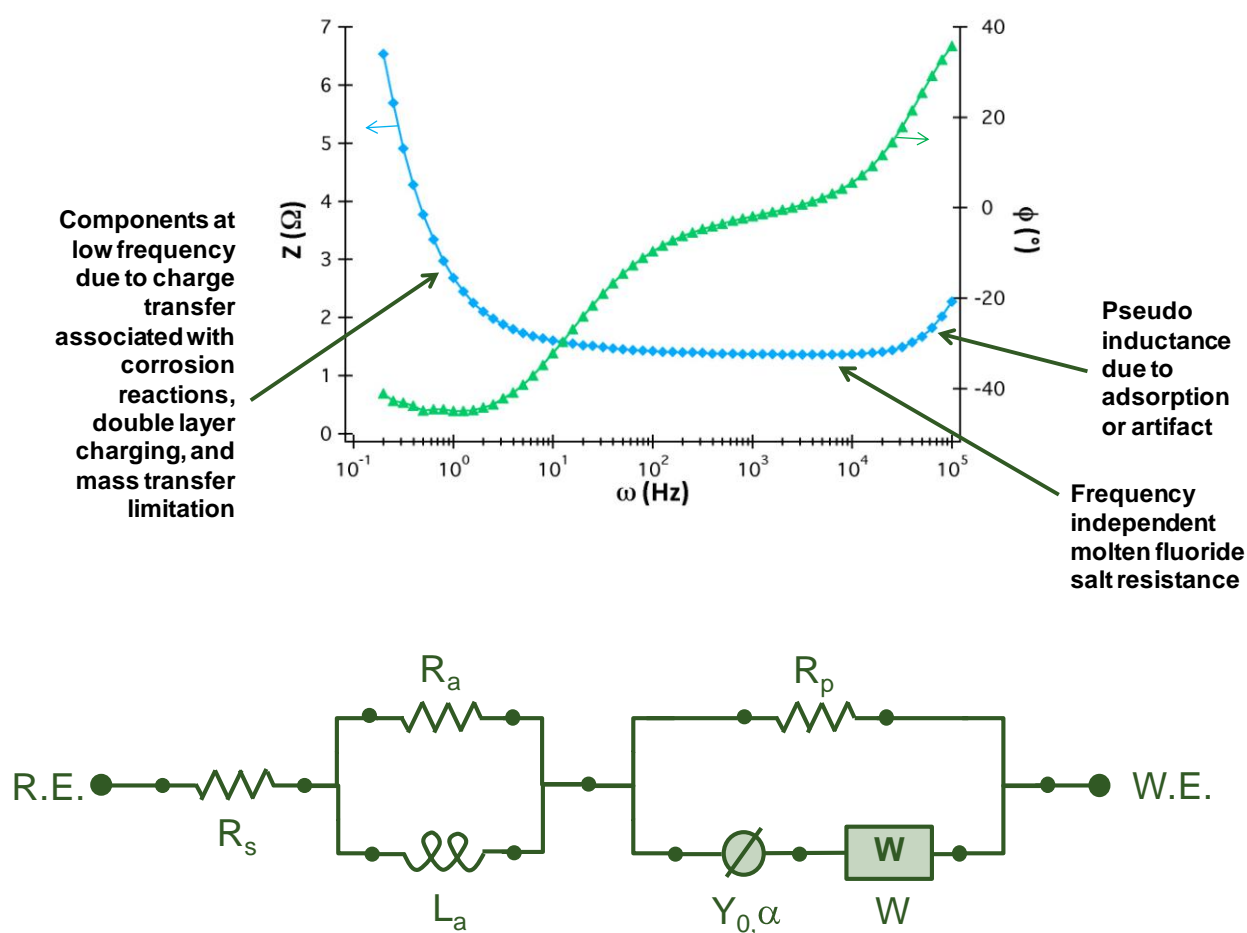 7
6
5
4
3
2
1
0
Z (Ω)
40
20
0
-20
-40
ϕ (°)
10⁻¹
10⁰
10¹
10²
10³
10⁴
10⁵
ω (Hz)
Components at
low frequency
due to charge
transfer
associated with
corrosion
reactions,
double layer
charging, and
mass transfer
limitation
Pseudo
inductance
due to
adsorption
or artifact
Frequency
independent
molten fluoride
salt resistance
R.E.
Rₛ
Rₐ
Lₐ
Rₚ
Y₀,α
W
W
W.E.